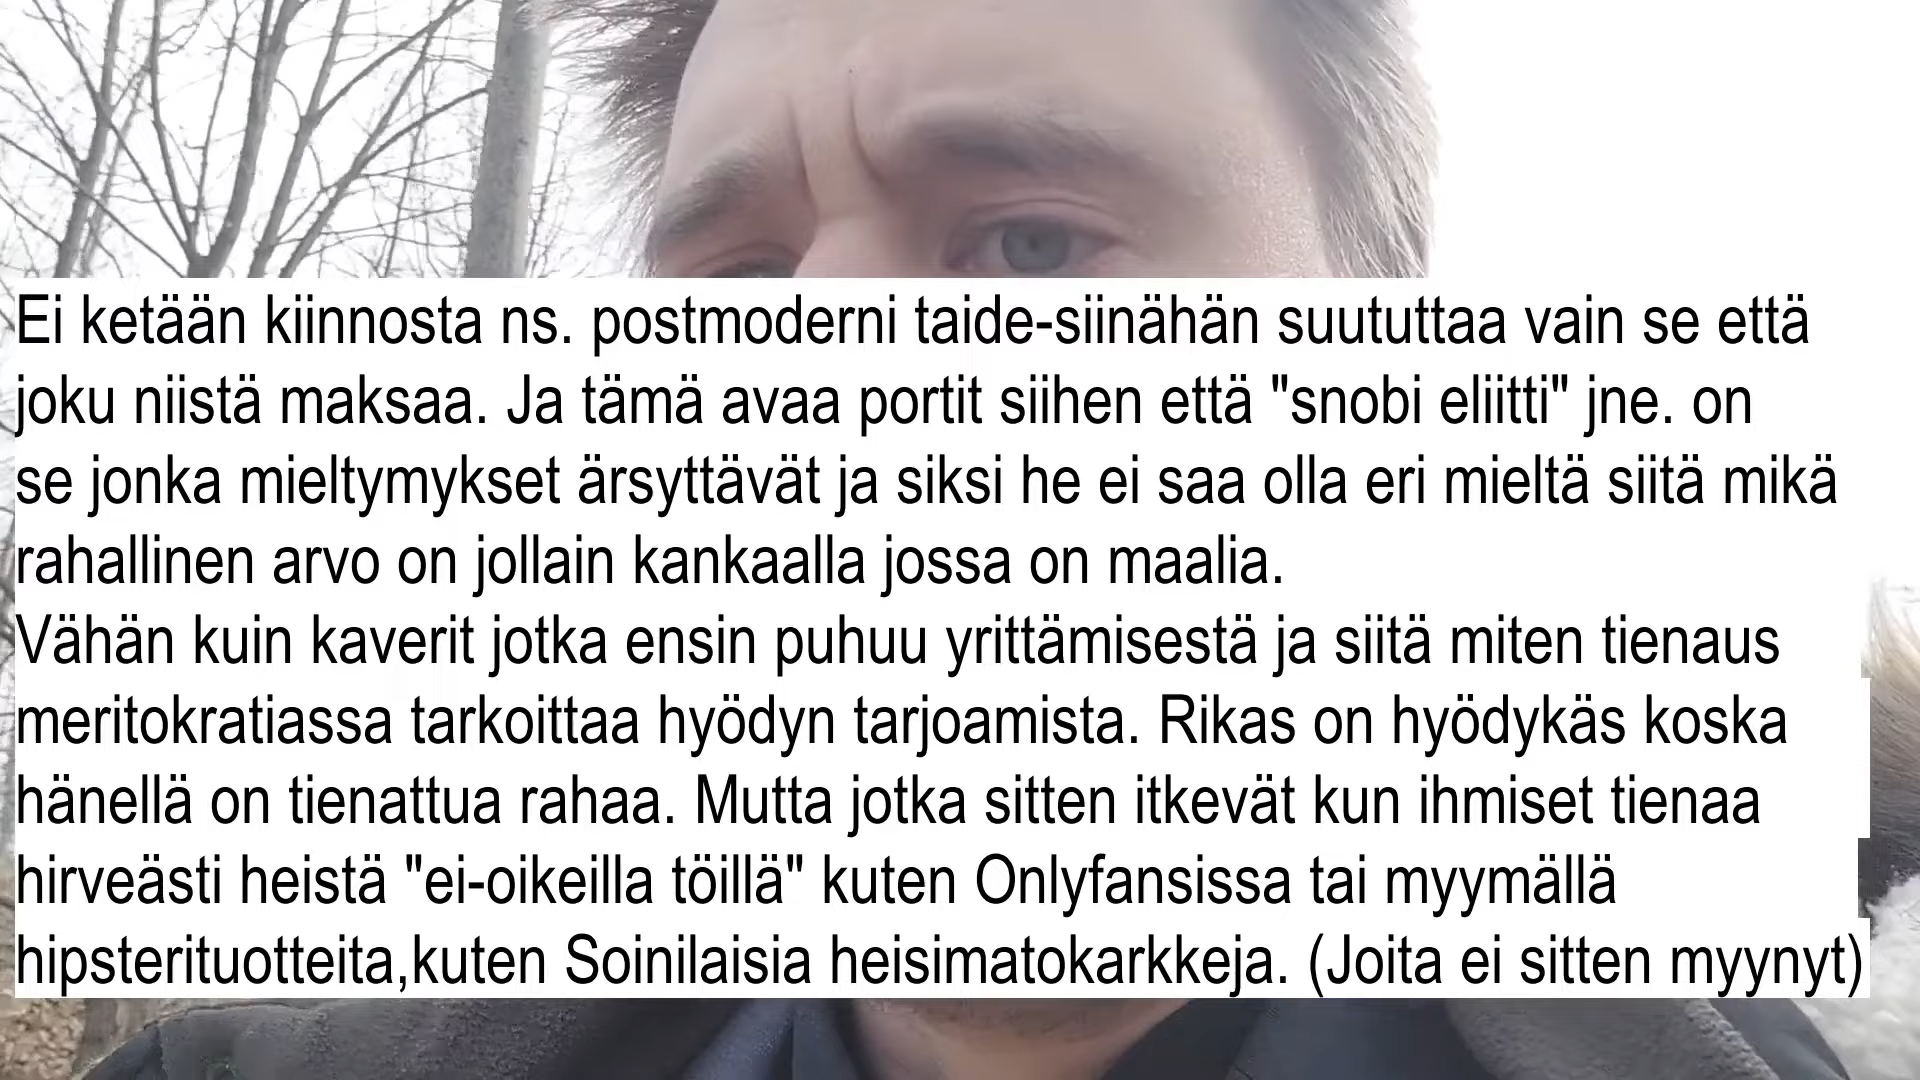 Ei ketään kiinnosta ns. postmoderni taide-siinähän suututtaa vain se että
joku niistä maksaa. Ja tämä avaa portit siihen että "snobi eliitti" jne. on
se jonka mieltymykset ärsyttävät ja siksi he ei saa olla eri mieltä siitä mikä
rahallinen arvo on jollain kankaalla jossa on maalia.
Vähän kuin kaverit jotka ensin puhuu yrittämisestä ja siitä miten tienaus
meritokratiassa tarkoittaa hyödyn tarjoamista. Rikas on hyödykäs koska
hänellä on tienattua rahaa. Mutta jotka sitten itkevät kun ihmiset tienaa
hirveästi heistä "ei-oikeilla töillä" kuten Onlyfansissa tai myymällä
hipsterituotteita,kuten Soinilaisia heisimatokarkkeja. (Joita ei sitten myynyt)